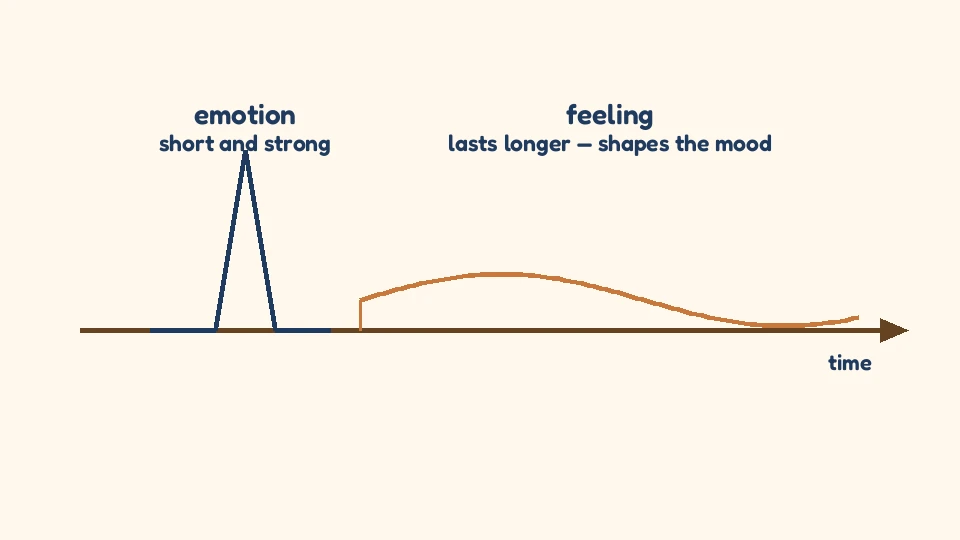 emotion
short and strong
feeling
lasts longer – shapes the mood
time